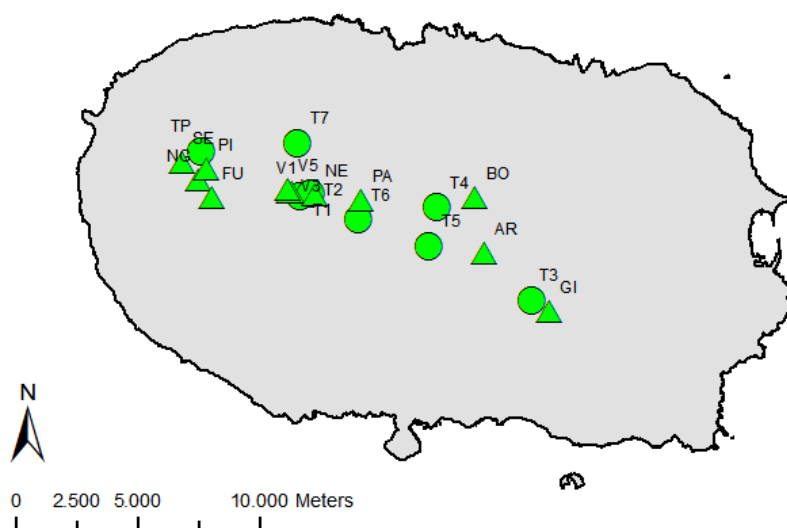 T7
TP
SE
PI
NG
FU
V1
V5
NE
V3
T2
T1
PA
T6
T4
BO
T5
AR
T3
GI
N
0 2.500 5.000 10.000 Meters